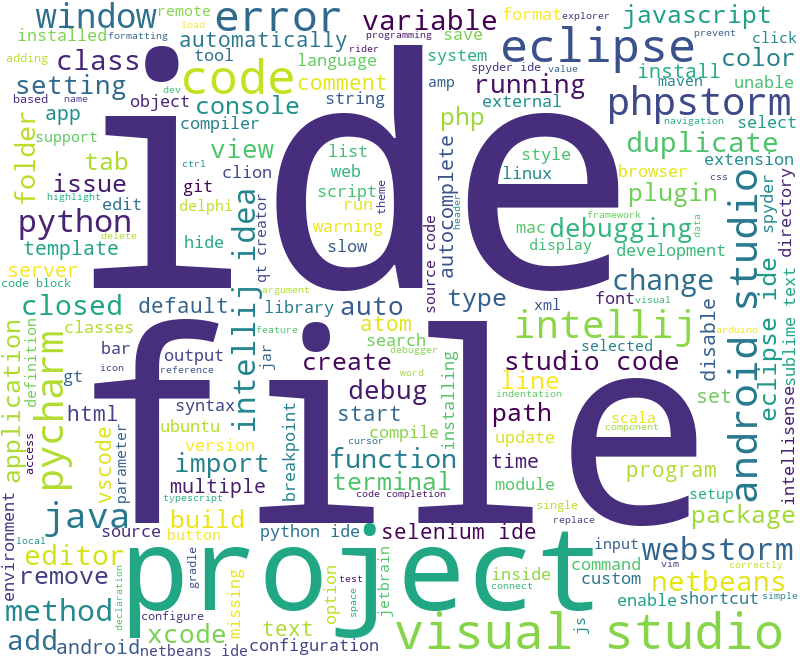 window
error
variable
format
explorer
javascript
remote
load
programming
formatting
installed
automatically
rider
save
prevent
click
adding
tool
language
system
eclipse
install
color
class
code
comment
spyder ide
value
maven
unable
setting
dev
amp
running
phpstorm
based
name
object
console
string
external
select
app
compiler
php
folder
support
view
list
style
duplicate
extension
tab
git
clion
web
autocomplete
linux
browser
issue
ctrl
script
theme
plugin
navigation
css
highlight
edit
delphi
run
header
framework
python
delete
warning
mac
debugging
data
spyder
directory
template
hide
slow
display
development
ide
server
qt creator
source code
android studio
eclipse ide
sublime text
code block
intellij idea
argument
change
closed
default
library
auto
type
xml
font
visual
disable
intellisense
application
definition
classes
feature
atom
intellij
arduino
bar
output
jar
search
debugger
selected
gt
icon
reference
create
studio code
pycharm
file
word
debug
line
set
html
syntax
start
path
indentation
scala
component
access
ubuntu
breakpoint
compile
installing
update
vscode
parameter
version
cursor
function
time
program
import
terminal
module
setup
multiple
code completion
single
package
environment
typescript
java
build
source
button
python ide
selenium ide
replace
local
editor
project
input
webstorm
gradle
jetbrain
inside
command
vim
correctly
remove
test
connect
custom
netbeans
method
declaration
configure
missing
space
option
enable
shortcut
simple
add
android
xcode
text
js
netbeans ide
configuration
visual studio